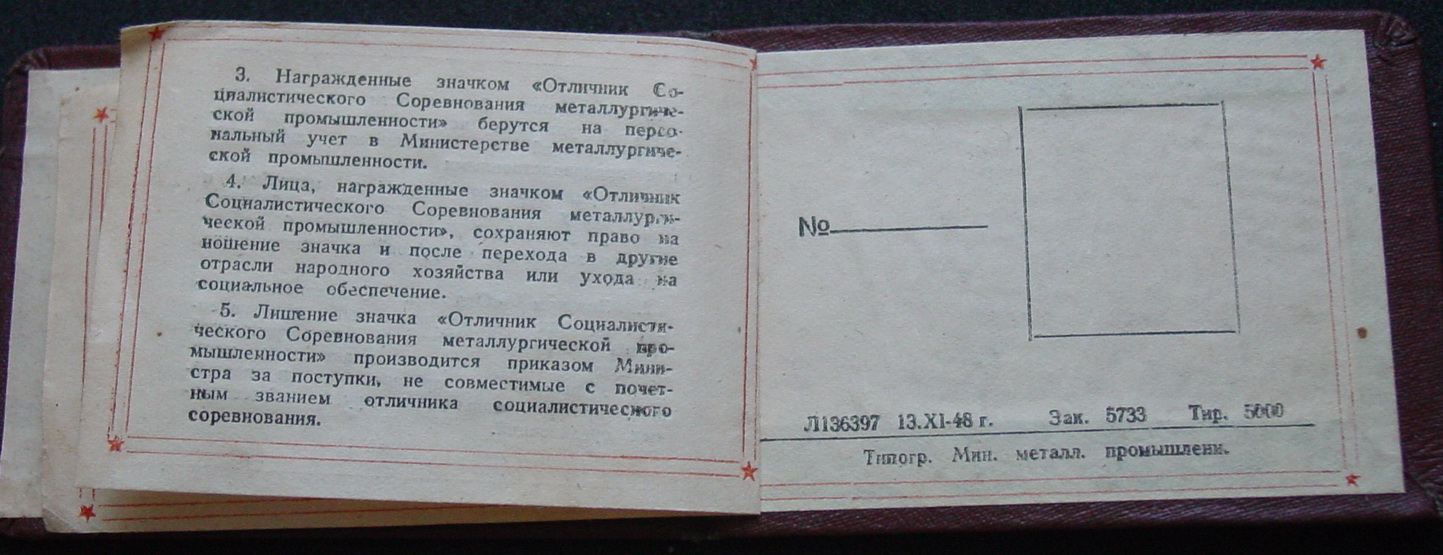 3. Награжденные значком «Отличник Со-
циалистического Соревнования металлургиче-
ской промышленности» берутся на персо-
нальный учет в Министерстве металлургиче-
ской промышленности.
4. Лица, награжденные значком «Отличник
Социалистического Соревнования металлурги-
ческой промышленности», сохраняют право на
ношение значка и после перехода в другие
отрасли народного хозяйства или ухода на
социальное обеспечение.
5. Лишение значка «Отличник Социалисти-
ческого Соревнования металлургической про-
мышленности» производится приказом Мини-
стра за поступки, не совместимые с почет-
ным званием отличника социалистического
соревнования.
№
Л136397 13.XI-48 г. Зак. 5733 Тир. 5000
Типогр. Мин. металл. промышленн.